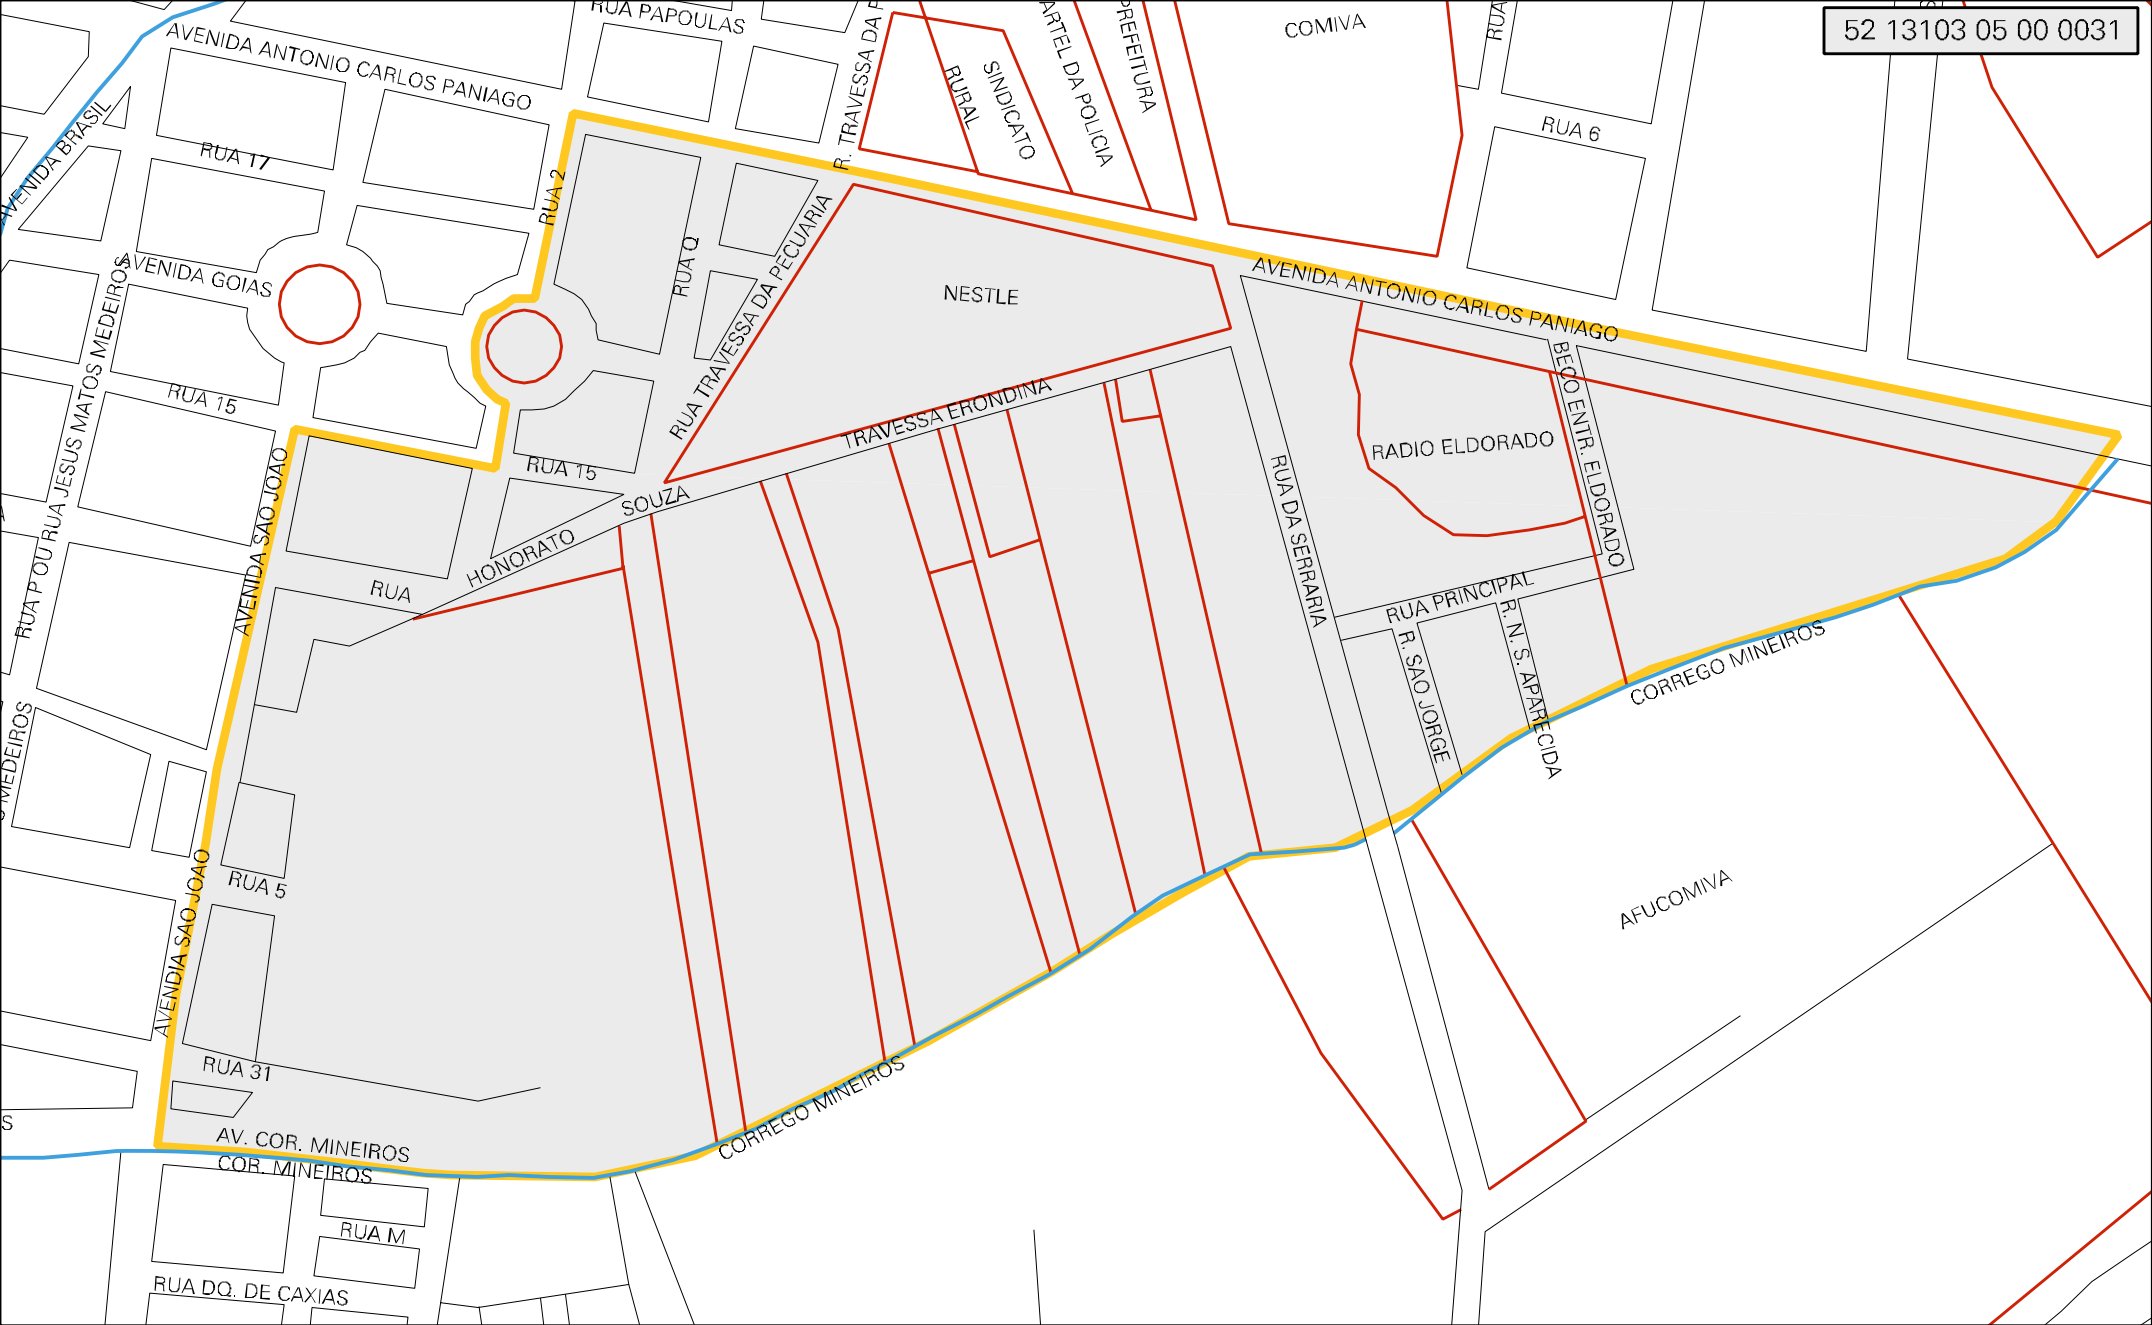 52 13103 05 00 0031
RUA PAPOULAS
AVENIDA ANTONIO CARLOS PANIAGO
R. TRAVESSA DA P
RURAL
SINDICATO
ARTEL DA POLICIA
PREFEITURA
COMIVA
RUA
RUA 6
AVENIDA BRASIL
RUA 17
RUA 2
RUA Q
RUA TRAVESSA DA PECUARIA
NESTLE
AVENIDA ANTONIO CARLOS PANIAGO
AVENIDA GOIAS
RUA P OU RUA JESUS MATOS MEDEIROS
RUA 15
AVENIDA SAO JOAO
RUA 15
TRAVESSA ERONDINA
SOUZA
HONORATO
RUA
RADIO ELDORADO
BECO ENTR. ELDORADO
RUA DA SERRARIA
RUA PRINCIPAL
R. SAO JORGE
R. N. S. APARECIDA
CORREGO MINEIROS
MEDEIROS
AVENDIA SAO JOAO
RUA 5
AFUCOMIVA
RUA 31
S
AV. COR. MINEIROS
COR. MINEIROS
CORREGO MINEIROS
RUA M
RUA DQ. DE CAXIAS